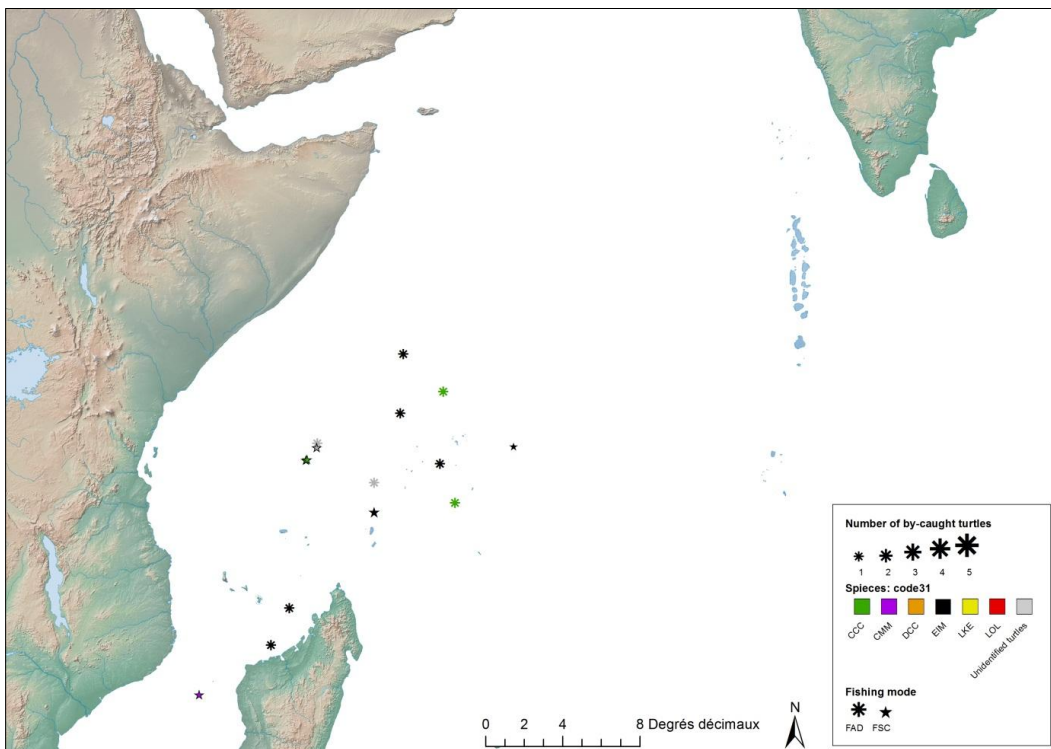 Number of by-caught turtles
1 2 3 4 5
Spieces: code31
CCC CMM DCC EIM LKE LOL Unidentified turtles
Fishing mode
FAD FSC
N
0 2 4 8 Degrés décimaux